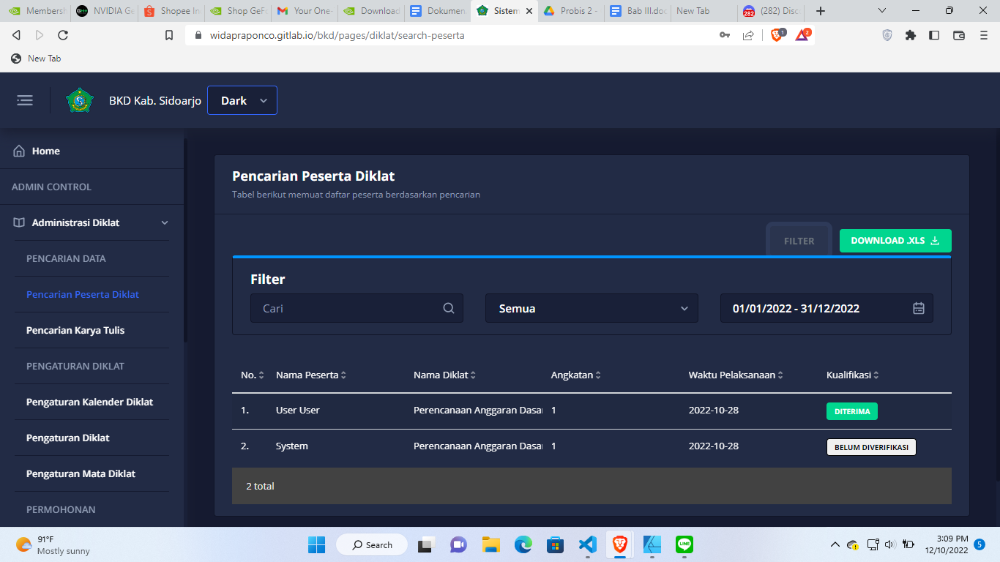 Membersh
NVIDIA Ge
Shopee In
Shop GeFo
Your One-
Download
Dokumen
Sistem
Probis 2 -
Bab III.doc
New Tab
282
(282) Disc
widapraponco.gitlab.io/bkd/pages/diklat/search-peserta
1
2
New Tab
BKD Kab. Sidoarjo
Dark
Home
ADMIN CONTROL
Administrasi Diklat
PENCARIAN DATA
Pencarian Peserta Diklat
Pencarian Karya Tulis
PENGATURAN DIKLAT
Pengaturan Kalender Diklat
Pengaturan Diklat
Pengaturan Mata Diklat
PERMOHONAN
Pencarian Peserta Diklat
Tabel berikut memuat daftar peserta berdasarkan pencarian
FILTER
DOWNLOAD .XLS
Filter
Cari
Semua
01/01/2022 - 31/12/2022
No. Nama Peserta Nama Diklat Angkatan Waktu Pelaksanaan Kualifikasi
1. User User Perencanaan Anggaran Dasar 1 2022-10-28 DITERIMA
2. System Perencanaan Anggaran Dasar 1 2022-10-28 BELUM DIVERIFIKASI
2 total
91°F
Mostly sunny
Search
LINE
3:09 PM
12/10/2022
5